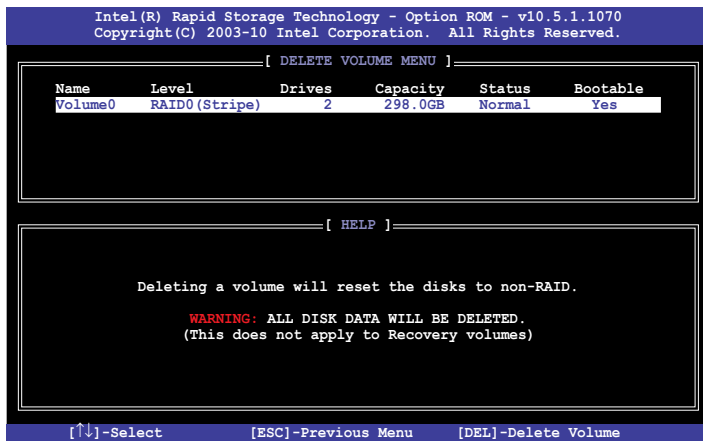 Intel(R) Rapid Storage Technology - Option ROM - v10.5.1.1070
Copyright(C) 2003-10 Intel Corporation.  All Rights Reserved.
[ DELETE VOLUME MENU ]
Name Level Drives Capacity Status Bootable
Volume0 RAID0(Stripe) 2 298.0GB Normal Yes
[ HELP ]
Deleting a volume will reset the disks to non-RAID.
WARNING: ALL DISK DATA WILL BE DELETED.
(This does not apply to Recovery volumes)
[↑↓]-Select [ESC]-Previous Menu [DEL]-Delete Volume